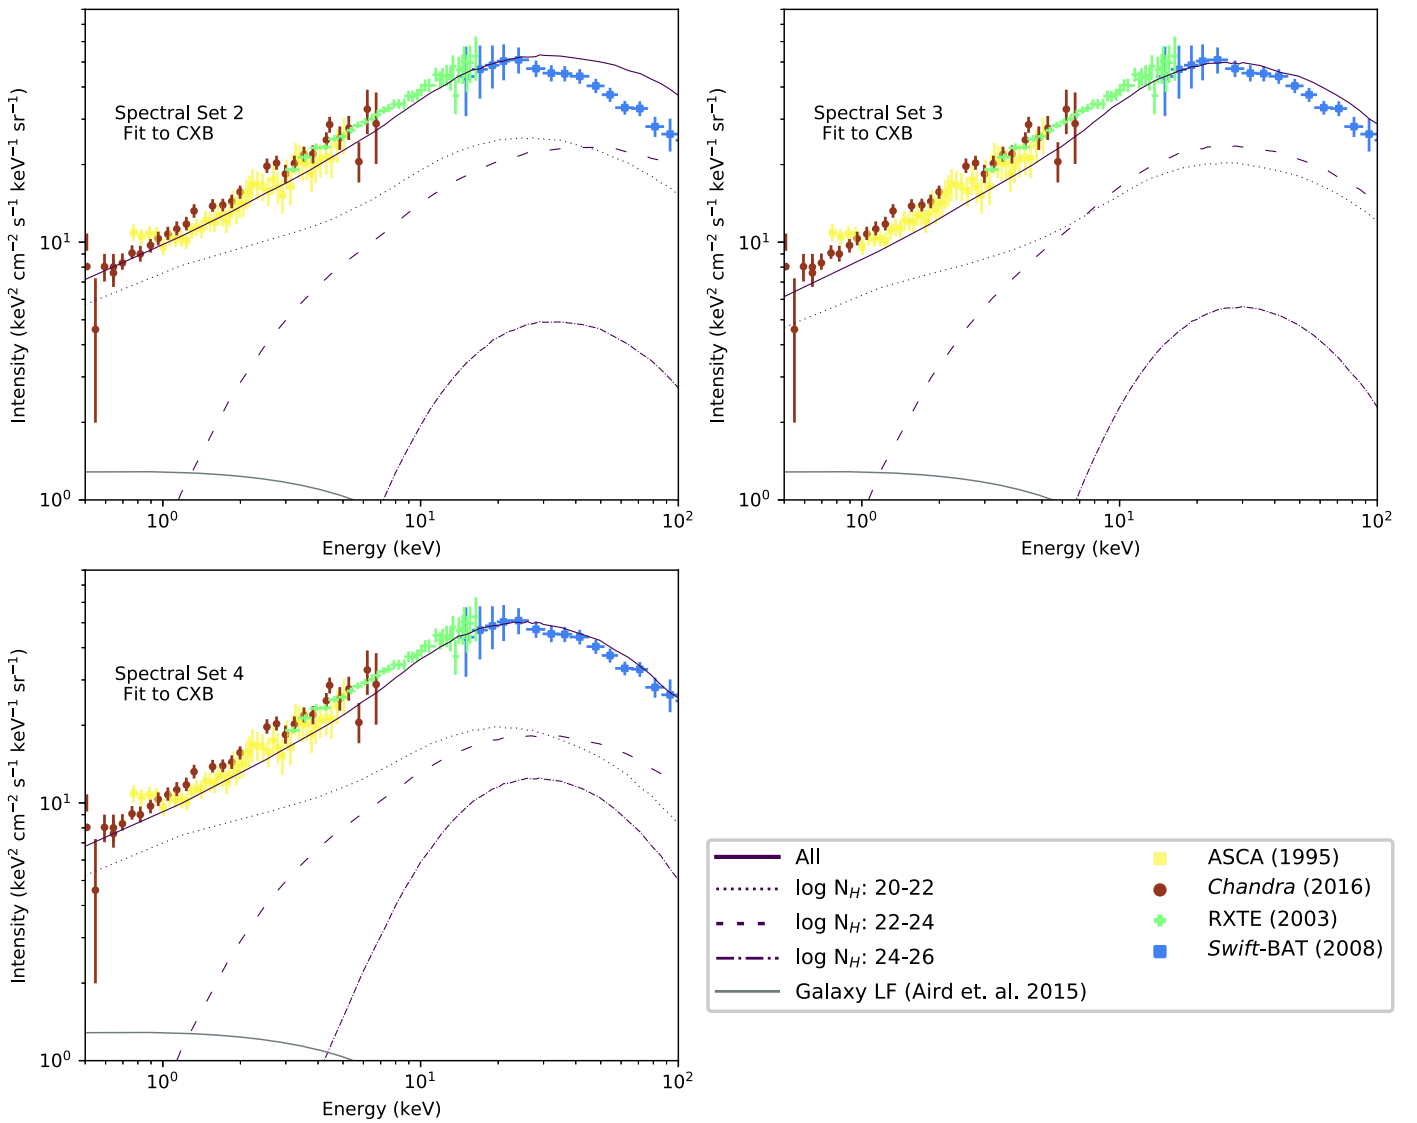 Spectral Set 2
Fit to CXB
Intensity (keV² cm⁻² s⁻¹ keV⁻¹ sr⁻¹)
10¹
10⁰
10⁰
10¹
10²
Energy (keV)
Spectral Set 3
Fit to CXB
Intensity (keV² cm⁻² s⁻¹ keV⁻¹ sr⁻¹)
10¹
10⁰
10⁰
10¹
10²
Energy (keV)
Spectral Set 4
Fit to CXB
Intensity (keV² cm⁻² s⁻¹ keV⁻¹ sr⁻¹)
10¹
10⁰
10⁰
10¹
10²
Energy (keV)
All
log N_H: 20-22
log N_H: 22-24
log N_H: 24-26
Galaxy LF (Aird et. al. 2015)
ASCA (1995)
Chandra (2016)
RXTE (2003)
Swift-BAT (2008)